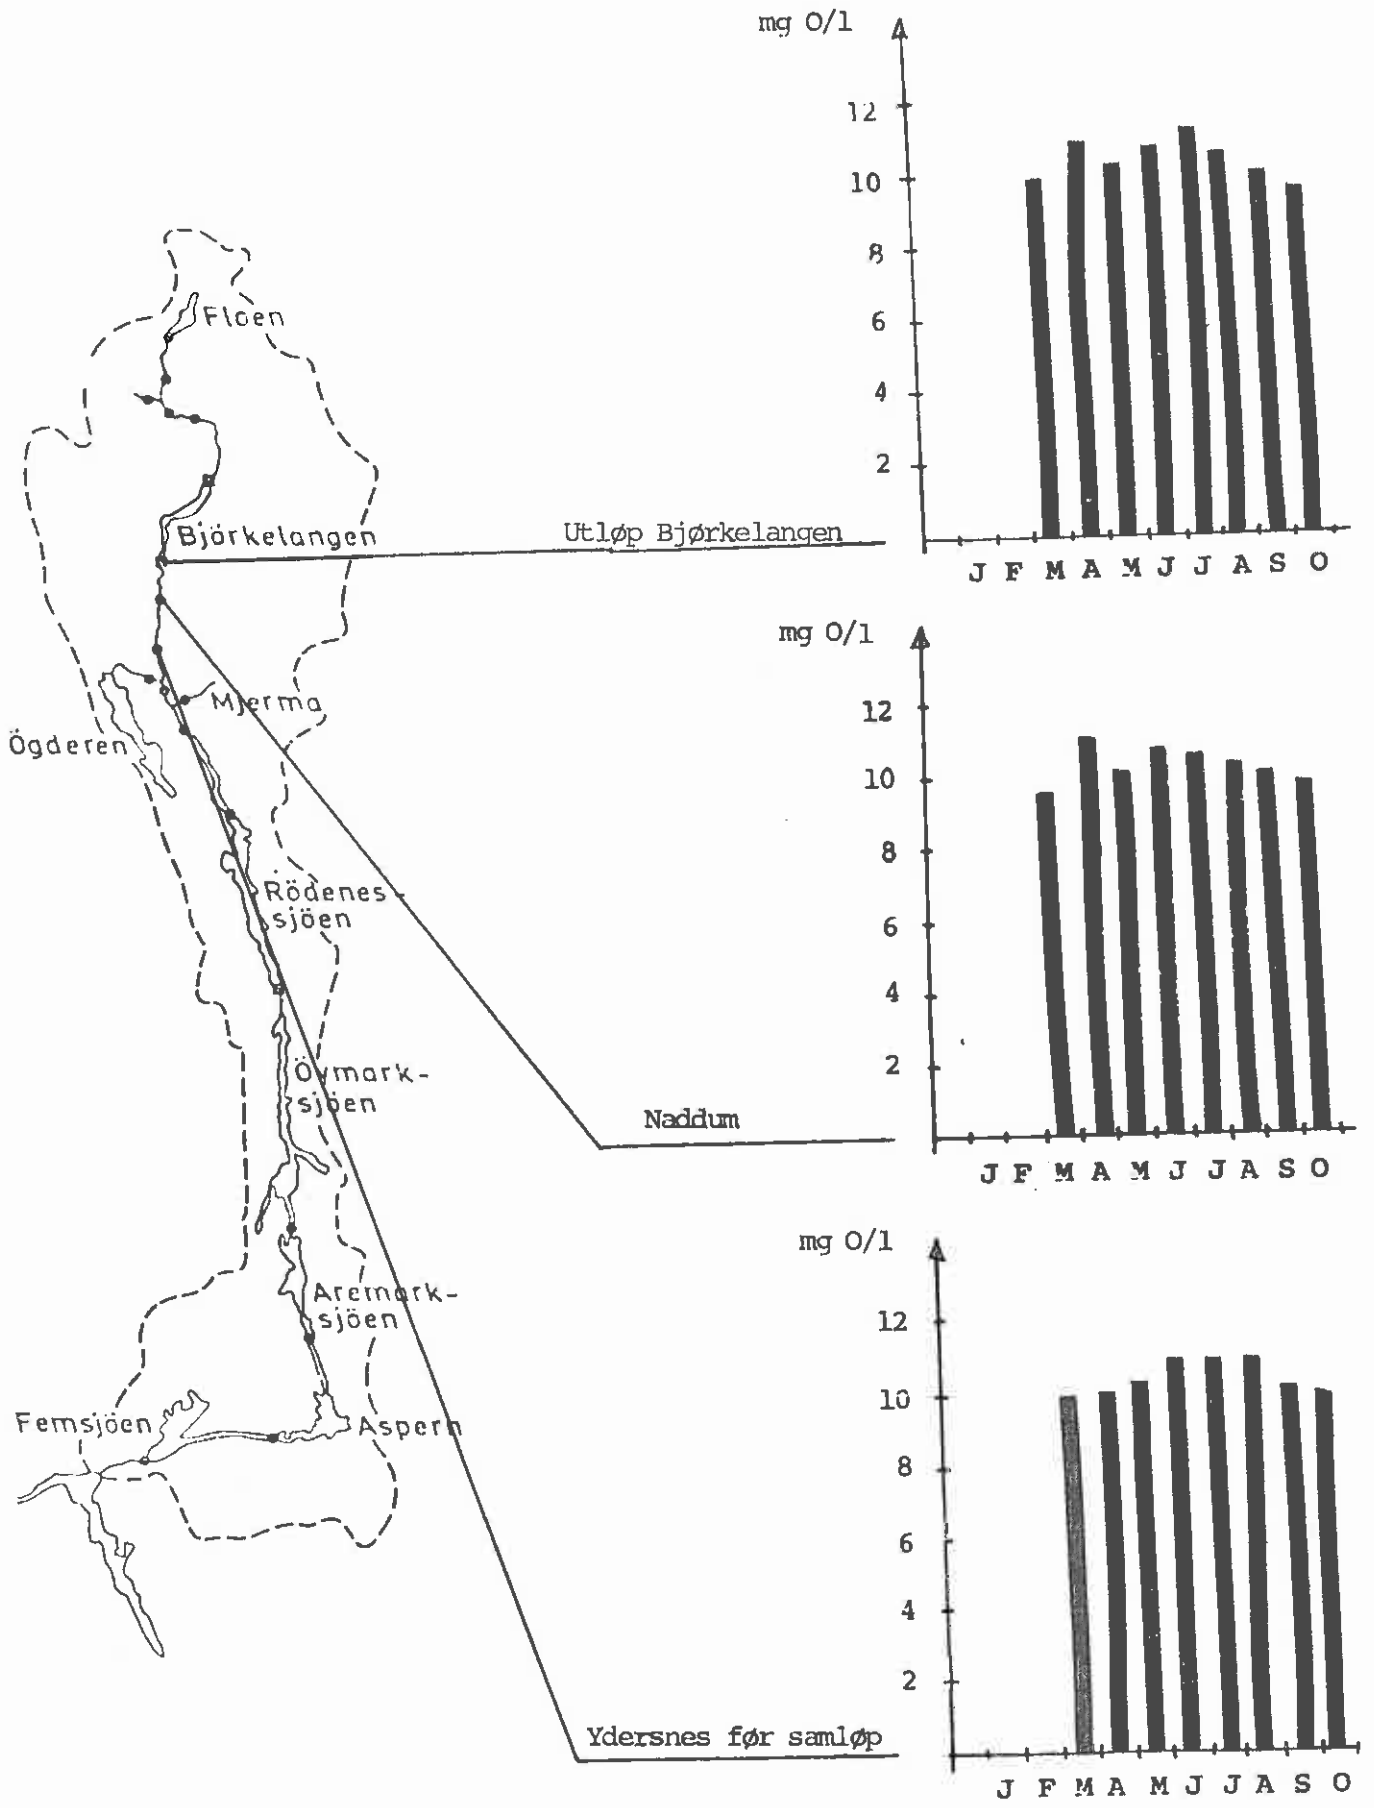 mg O/l
12
10
8
6
4
2
J F M A M J J A S O
Floen
Björkelangen
Utløp Bjørkelangen
Mjerma
Ögderen
Rödenes-
sjöen
Övmark-
sjöen
Aremark-
sjöen
Femsjöen
Aspern
mg O/l
12
10
8
6
4
2
J F M A M J J A S O
Naddum
mg O/l
12
10
8
6
4
2
J F M A M J J A S O
Ydersnes før samløp